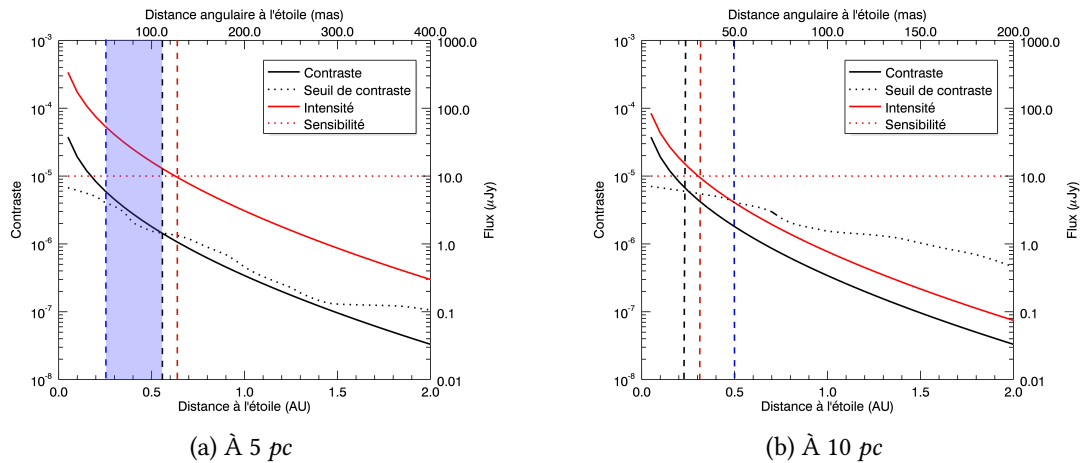 Distance angulaire à l'étoile (mas)
100.0 200.0 300.0 400.0
10⁻³ 1000.0
Contraste
Seuil de contraste
Intensité
Sensibilité
10⁻⁴ 100.0
10⁻⁵ 10.0
Contraste
Flux (µJy)
10⁻⁶ 1.0
10⁻⁷ 0.1
10⁻⁸ 0.01
0.0 0.5 1.0 1.5 2.0
Distance à l'étoile (AU)
(a) À 5 pc
Distance angulaire à l'étoile (mas)
50.0 100.0 150.0 200.0
10⁻³ 1000.0
Contraste
Seuil de contraste
Intensité
Sensibilité
10⁻⁴ 100.0
10⁻⁵ 10.0
Contraste
Flux (µJy)
10⁻⁶ 1.0
10⁻⁷ 0.1
10⁻⁸ 0.01
0.0 0.5 1.0 1.5 2.0
Distance à l'étoile (AU)
(b) À 10 pc